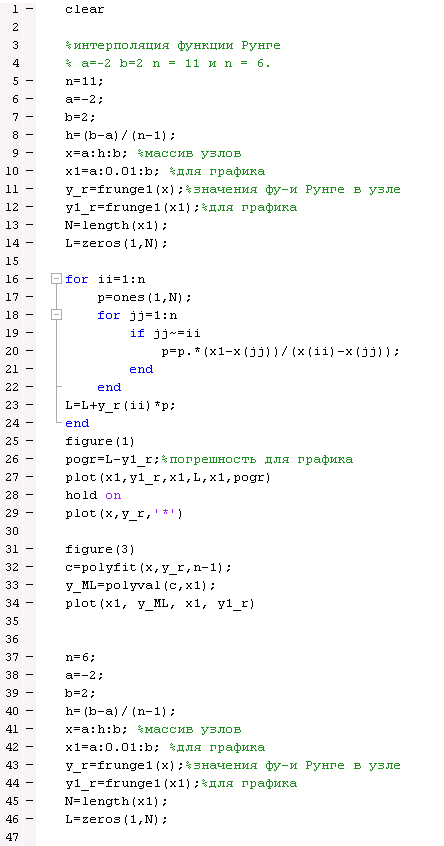 1 – clear
2
3 %интерполяция функции Рунге
4 % a=-2 b=2 n = 11 и n = 6.
5 – n=11;
6 – a=-2;
7 – b=2;
8 – h=(b-a)/(n-1);
9 – x=a:h:b; %массив узлов
10 – x1=a:0.01:b; %для графика
11 – y_r=frunge1(x);%значения фу-и Рунге в узле
12 – y1_r=frunge1(x1);%для графика
13 – N=length(x1);
14 – L=zeros(1,N);
15
16 – for ii=1:n
17 – p=ones(1,N);
18 – for jj=1:n
19 – if jj~=ii
20 – p=p.*(x1-x(jj))/(x(ii)-x(jj));
21 – end
22 – end
23 – L=L+y_r(ii)*p;
24 – end
25 – figure(1)
26 – pogr=L-y1_r;%погрешность для графика
27 – plot(x1,y1_r,x1,L,x1,pogr)
28 – hold on
29 – plot(x,y_r,'*')
30
31 – figure(3)
32 – c=polyfit(x,y_r,n-1);
33 – y_ML=polyval(c,x1);
34 – plot(x1, y_ML, x1, y1_r)
35
36
37 – n=6;
38 – a=-2;
39 – b=2;
40 – h=(b-a)/(n-1);
41 – x=a:h:b; %массив узлов
42 – x1=a:0.01:b; %для графика
43 – y_r=frunge1(x);%значения фу-и Рунге в узле
44 – y1_r=frunge1(x1);%для графика
45 – N=length(x1);
46 – L=zeros(1,N);
47